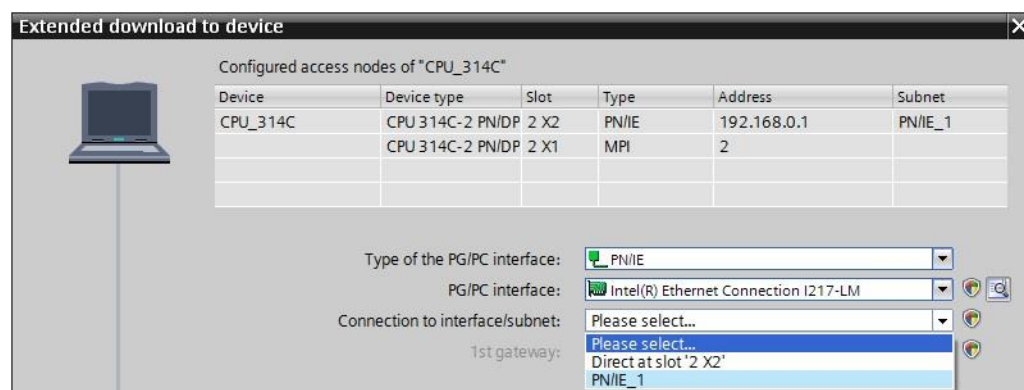 Extended download to device
Configured access nodes of "CPU_314C"
Device Device type Slot Type Address Subnet
CPU_314C CPU 314C-2 PN/DP 2 X2 PN/IE 192.168.0.1 PN/IE_1
CPU 314C-2 PN/DP 2 X1 MPI 2
Type of the PG/PC interface: PN/IE
PG/PC interface: Intel(R) Ethernet Connection I217-LM
Connection to interface/subnet: Please select...
Please select...
1st gateway: Direct at slot '2 X2'
PN/IE_1